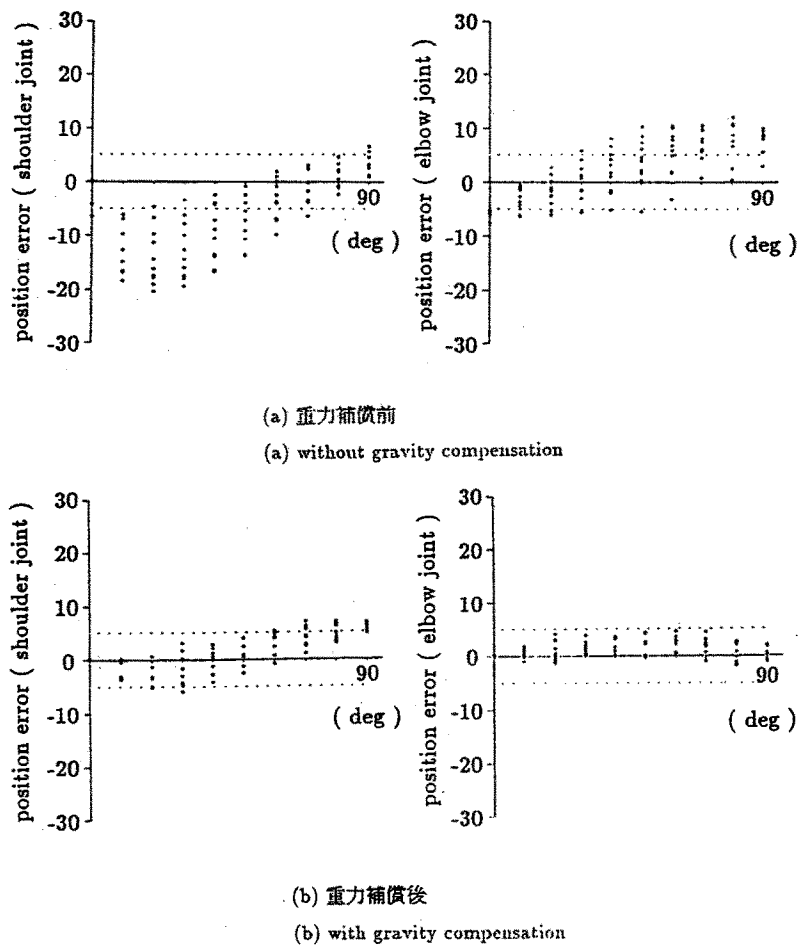 position error ( shoulder joint )
30
20
10
0
-10
-20
-30
90
( deg )
position error ( elbow joint )
30
20
10
0
-10
-20
-30
90
( deg )
(a) 重力補償前
(a) without gravity compensation
position error ( shoulder joint )
30
20
10
0
-10
-20
-30
90
( deg )
position error ( elbow joint )
30
20
10
0
-10
-20
-30
90
( deg )
(b) 重力補償後
(b) with gravity compensation